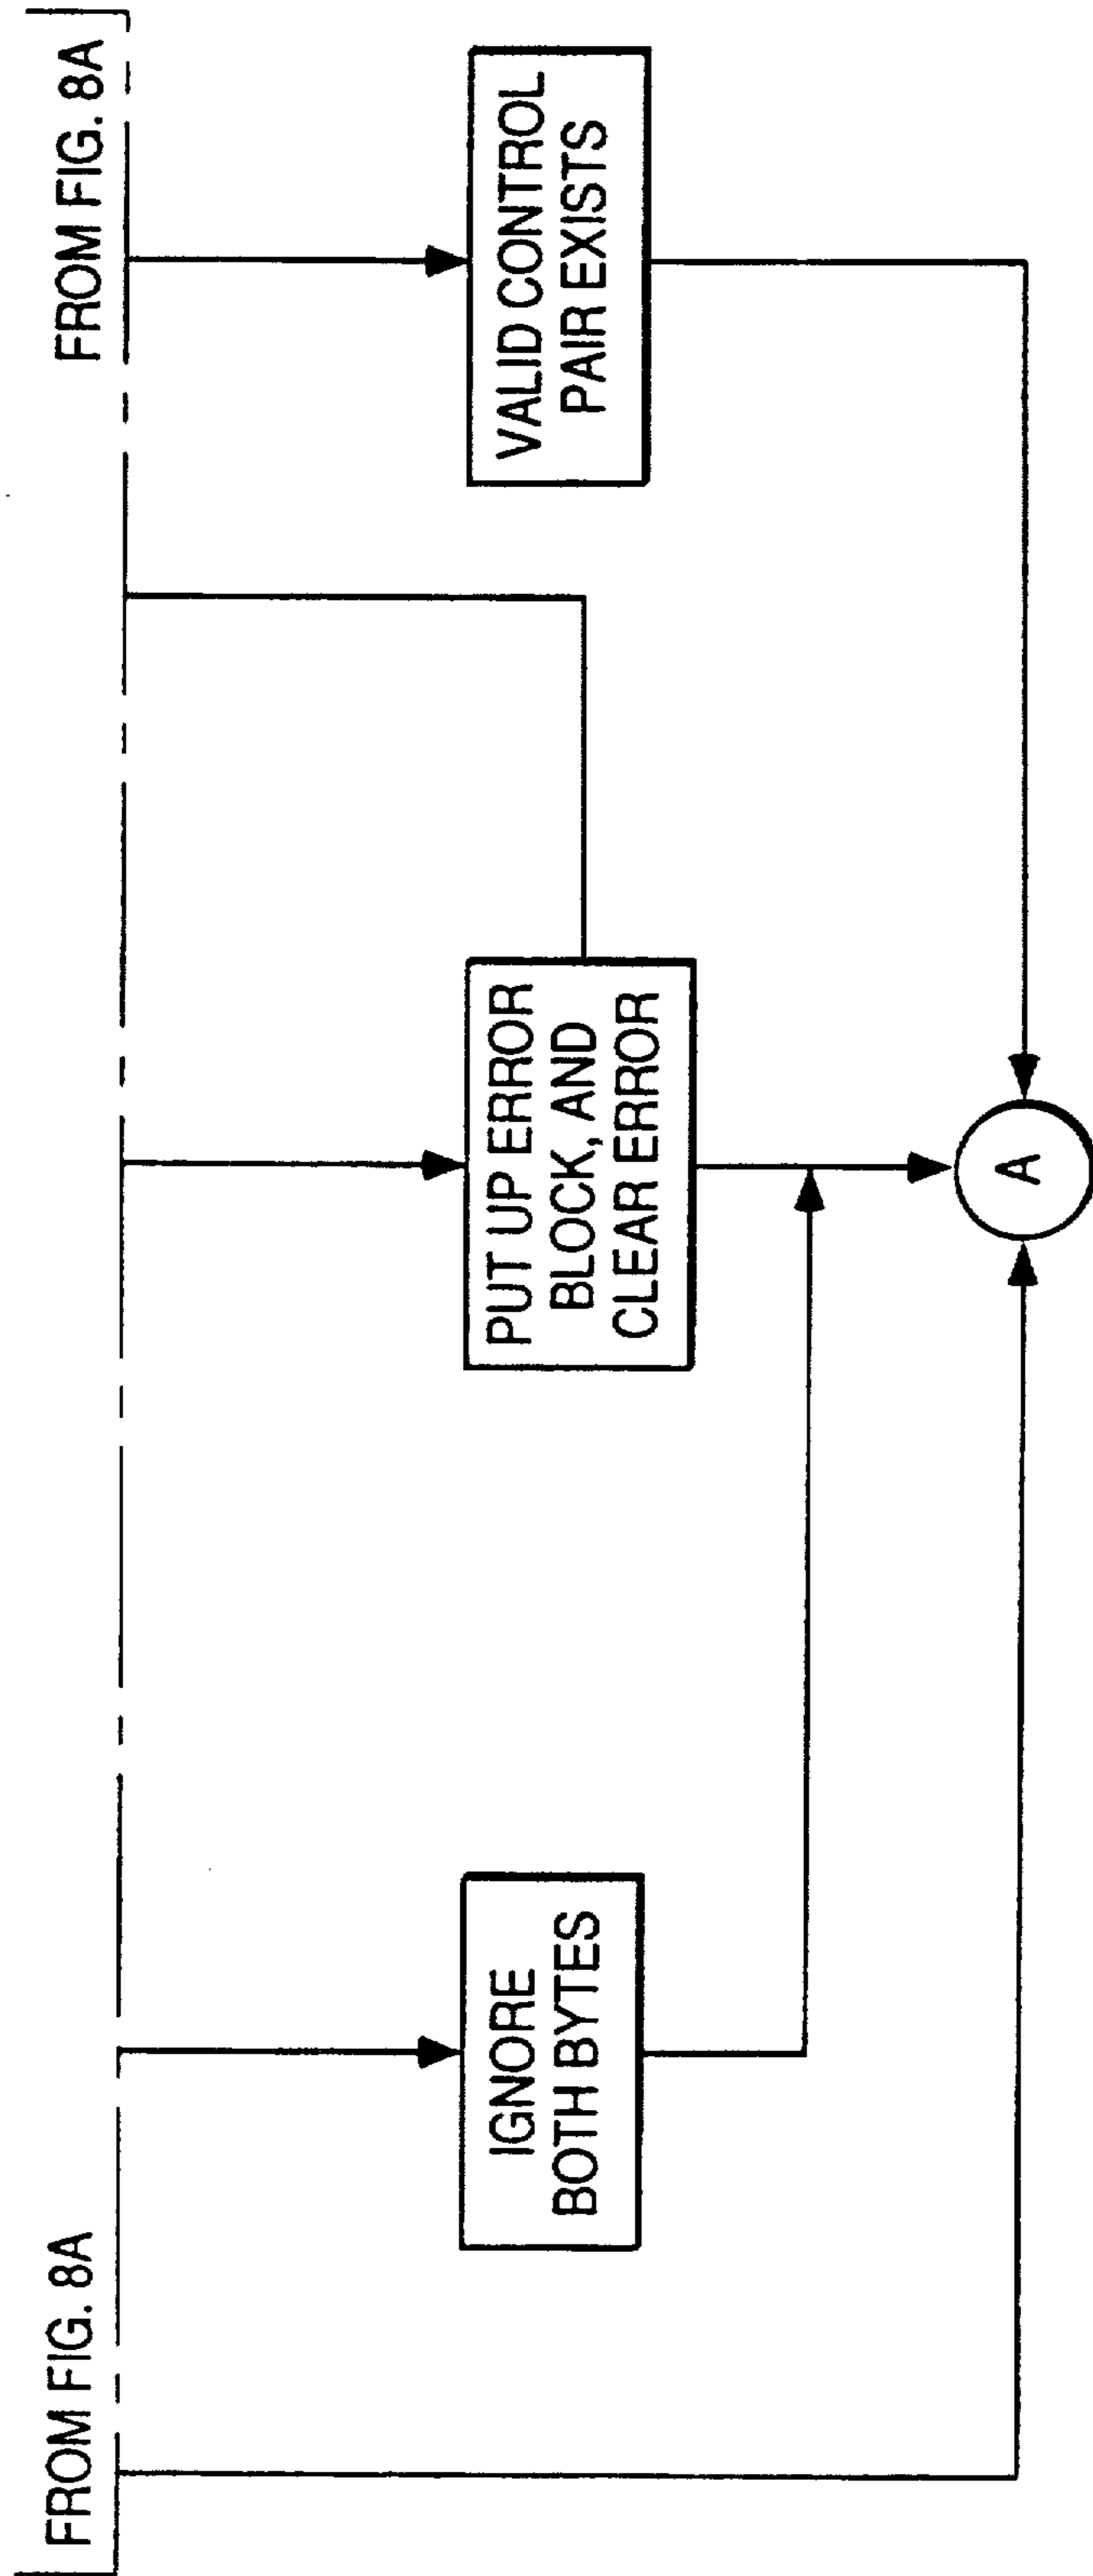 FROM FIG. 8A
FROM FIG. 8A
IGNORE
BOTH BYTES
PUT UP ERROR
BLOCK, AND
CLEAR ERROR
VALID CONTROL
PAIR EXISTS
A